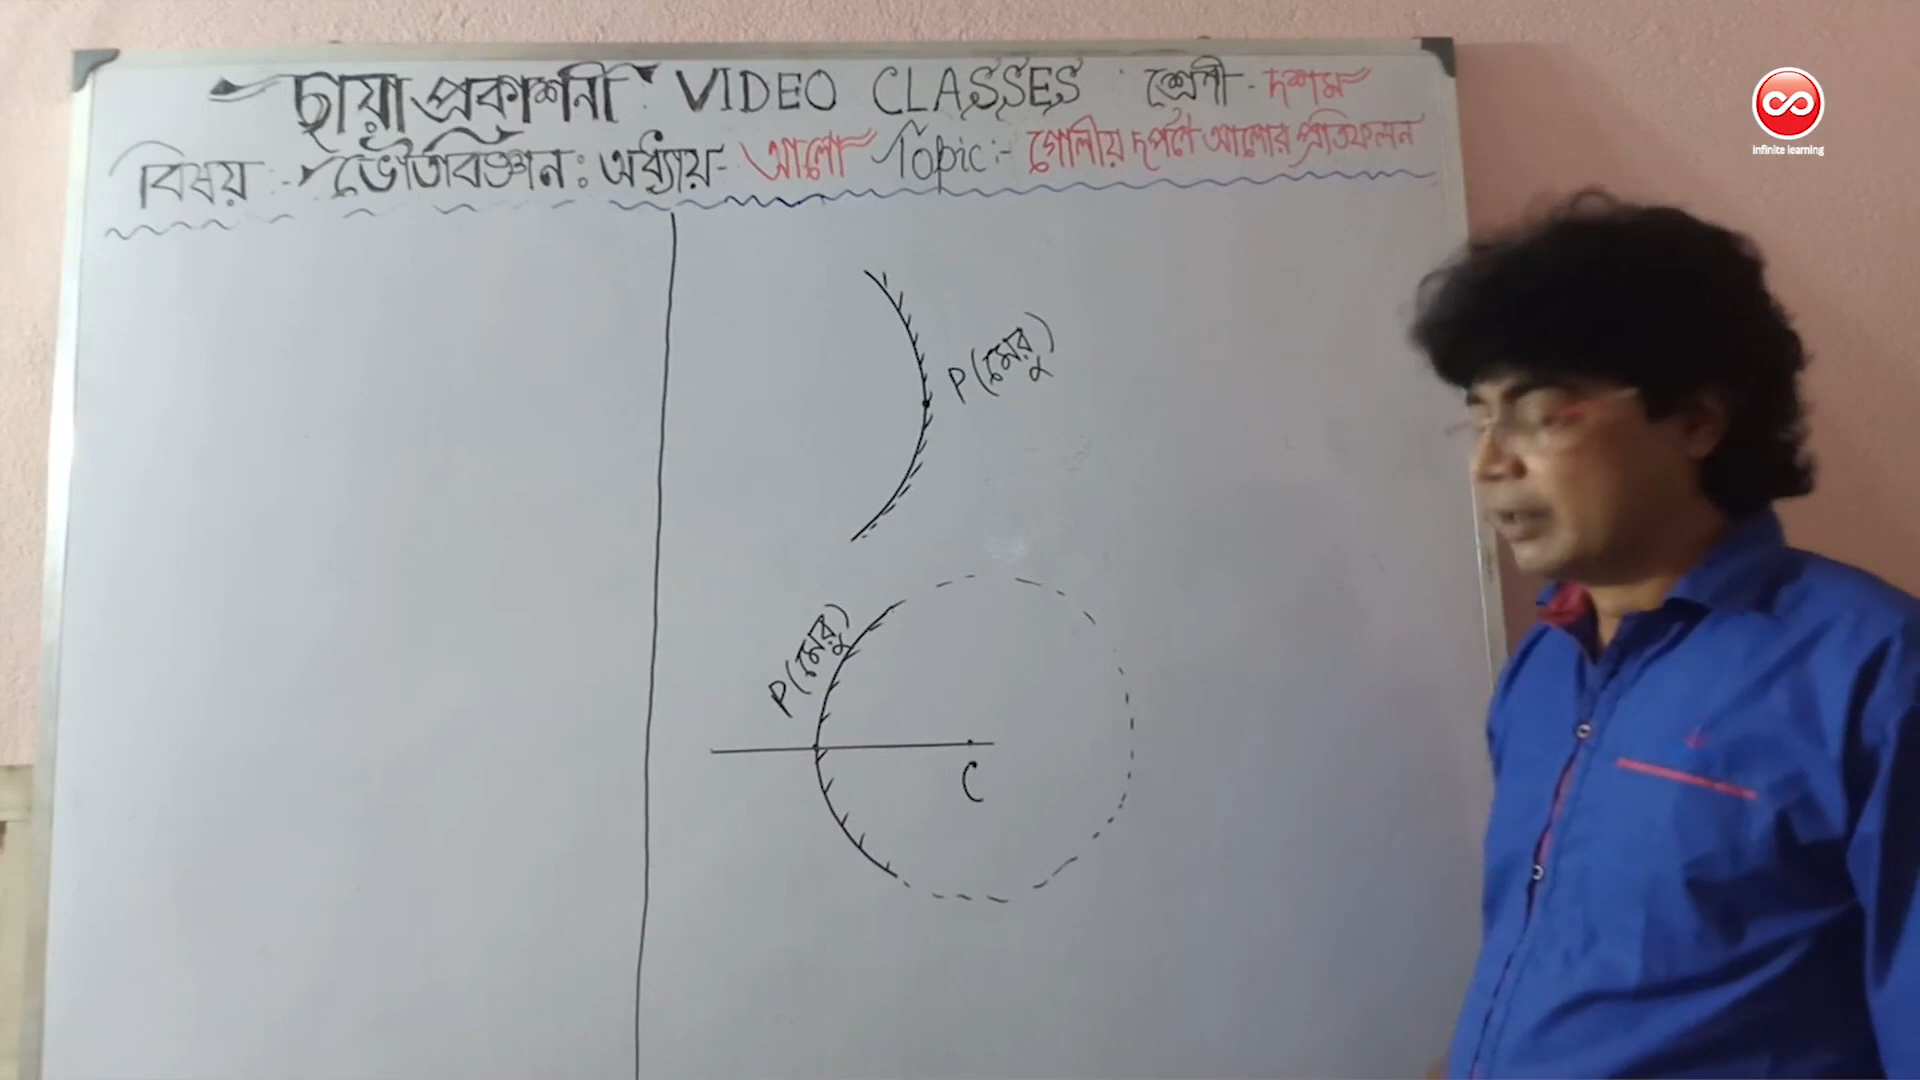 ছায়া প্রকাশনী VIDEO CLASSES শ্রেণী - দশম
বিষয় :- ভৌতবিজ্ঞান : অধ্যায় - আলো Topic :- গোলীয় দর্পণে আলোর প্রতিফলন
P (মেরু)
P (মেরু)
C
infinite learning